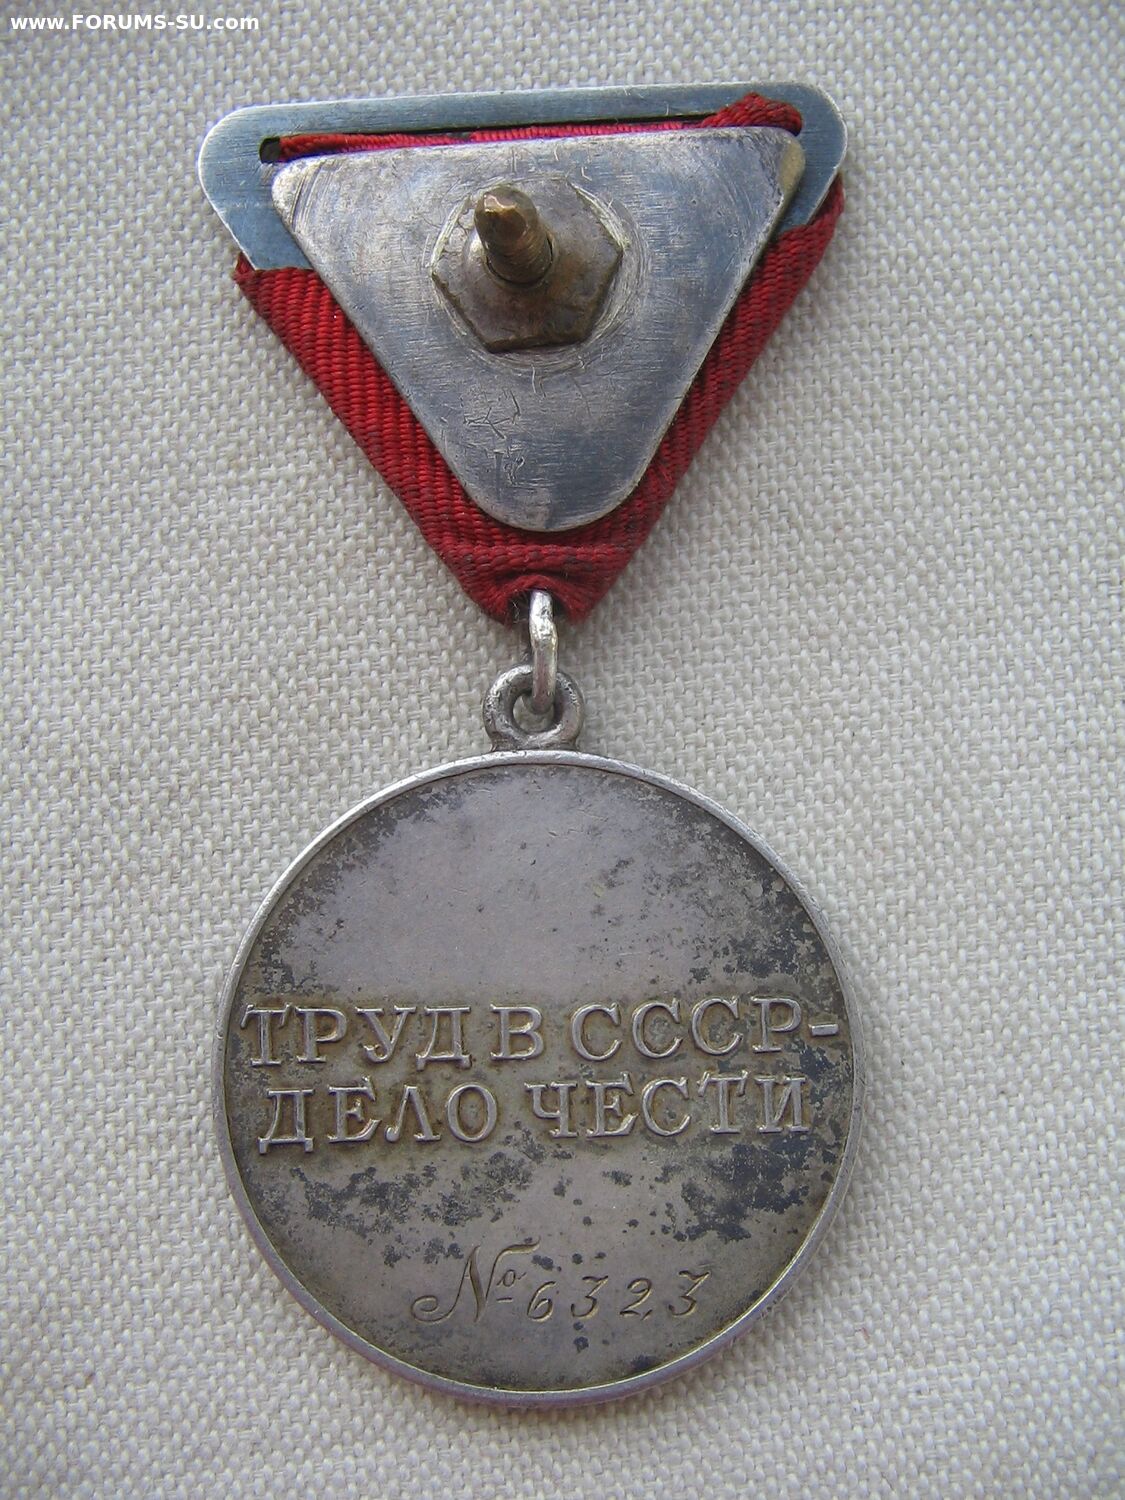 www.FORUMS-SU.com
ТРУД В СССР-
ДЕЛО ЧЕСТИ
№ 6323